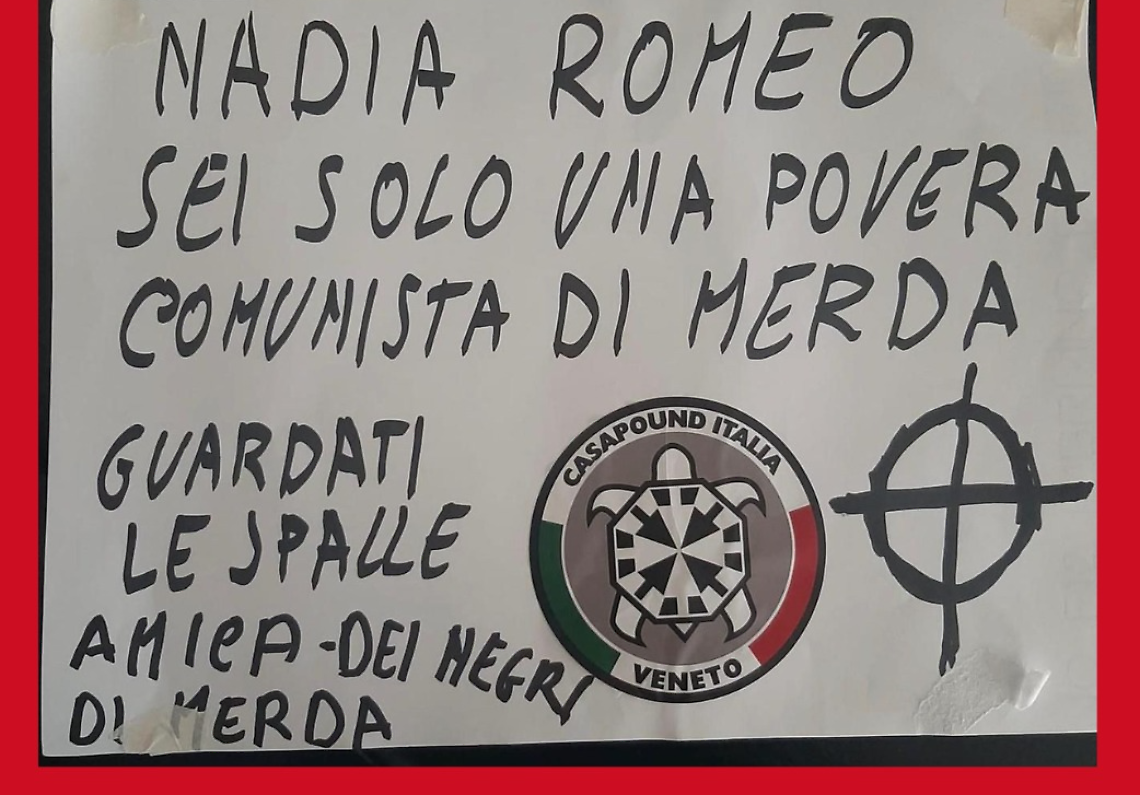 NADIA ROMEO
SEI SOLO UNA POVERA
COMUNISTA DI MERDA
GUARDATI
LE SPALLE
AMICA-DEI NEGRI
DI MERDA
CASAPOUND ITALIA
VENETO